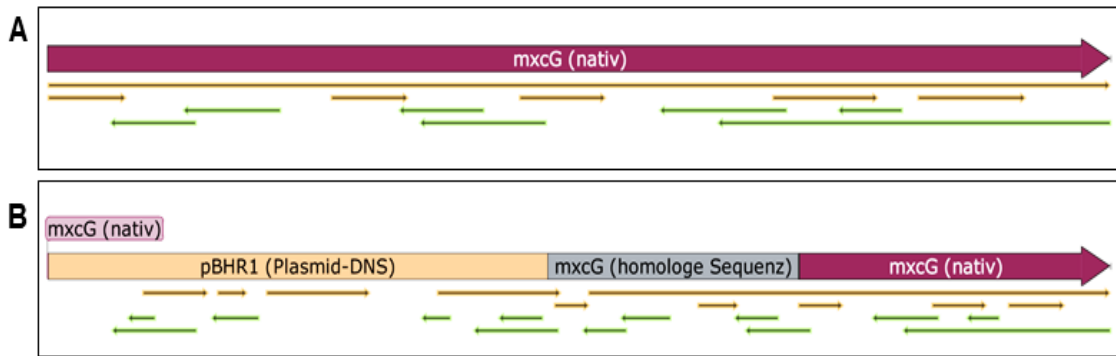 A
mxcG (nativ)
B
mxcG (nativ)
pBHR1 (Plasmid-DNS) mxcG (homologe Sequenz) mxcG (nativ)